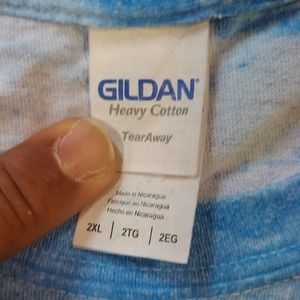 GILDAN®
Heavy Cotton
TearAway
Made in Nicaragua
Fabriqué au Nicaragua
Hecho en Nicaragua
2XL | 2TG | 2EG